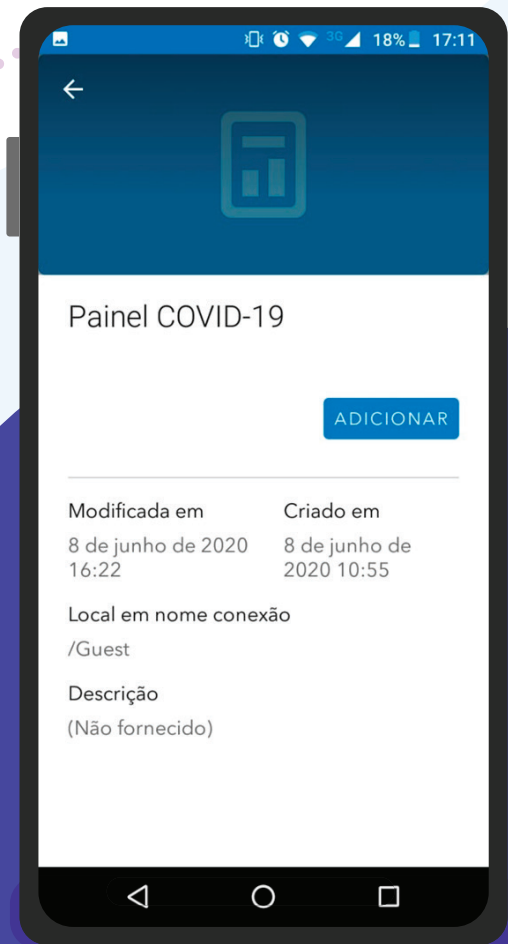 3G 18% 17:11
Painel COVID-19
ADICIONAR
Modificada em
Criado em
8 de junho de 2020
16:22
8 de junho de
2020 10:55
Local em nome conexão
/Guest
Descrição
(Não fornecido)